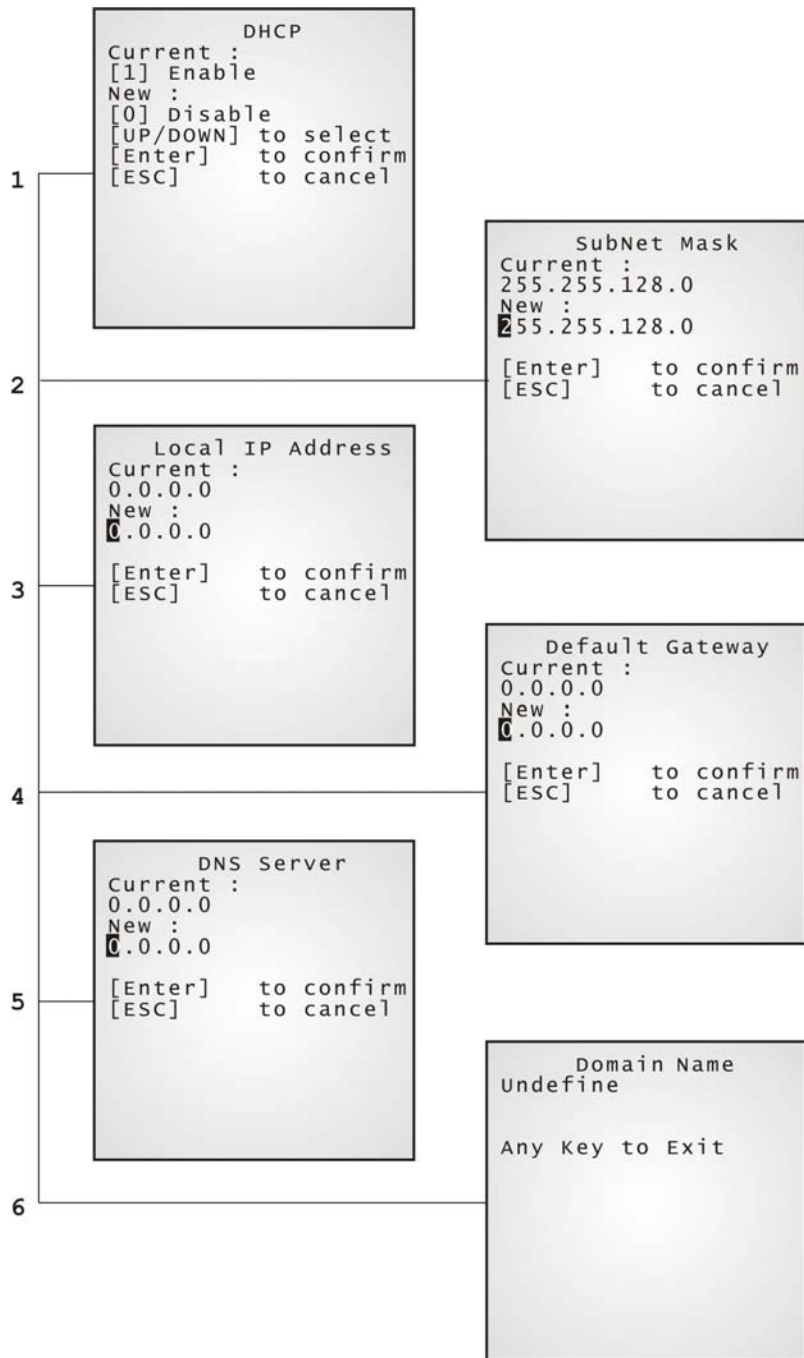 1
DHCP
Current :
[1] Enable
New :
[0] Disable
[UP/DOWN] to select
[Enter] to confirm
[ESC] to cancel
2
SubNet Mask
Current :
255.255.128.0
New :
255.255.128.0
[Enter] to confirm
[ESC] to cancel
3
Local IP Address
Current :
0.0.0.0
New :
0.0.0.0
[Enter] to confirm
[ESC] to cancel
4
Default Gateway
Current :
0.0.0.0
New :
0.0.0.0
[Enter] to confirm
[ESC] to cancel
5
DNS Server
Current :
0.0.0.0
New :
0.0.0.0
[Enter] to confirm
[ESC] to cancel
6
Domain Name
Undefine
Any Key to Exit